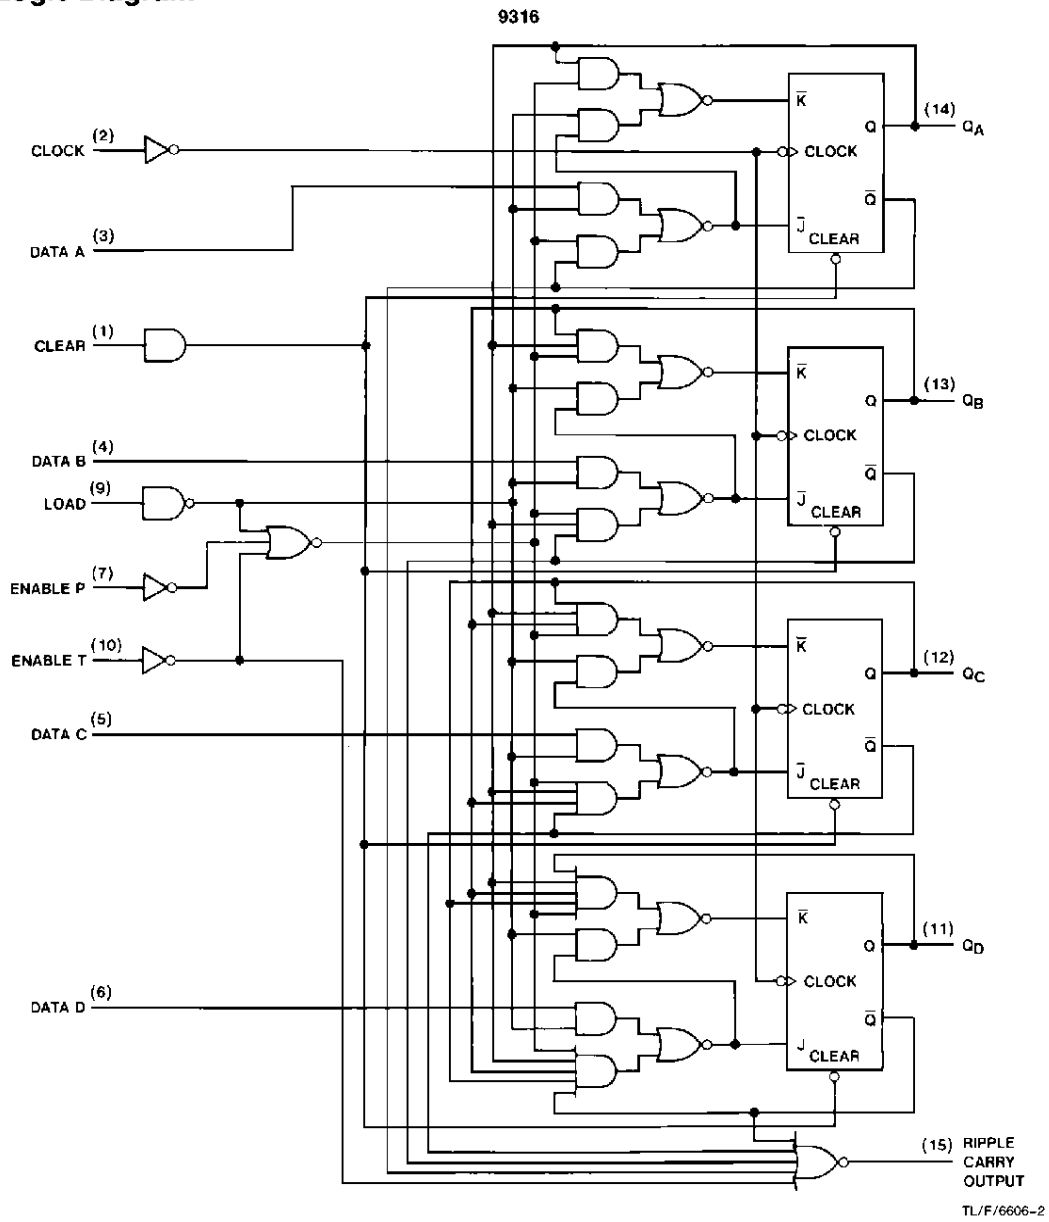 9316
CLOCK (2)
DATA A (3)
CLEAR (1)
DATA B (4)
LOAD (9)
ENABLE P (7)
ENABLE T (10)
DATA C (5)
DATA D (6)
K̅
Q (14) QA
CLOCK
Q̅
J̅
CLEAR
K̅
Q (13) QB
CLOCK
Q̅
J̅
CLEAR
K̅
Q (12) QC
CLOCK
Q̅
J̅
CLEAR
K̅
Q (11) QD
CLOCK
Q̅
J
CLEAR
(15) RIPPLE
CARRY
OUTPUT
TL/F/6606-2